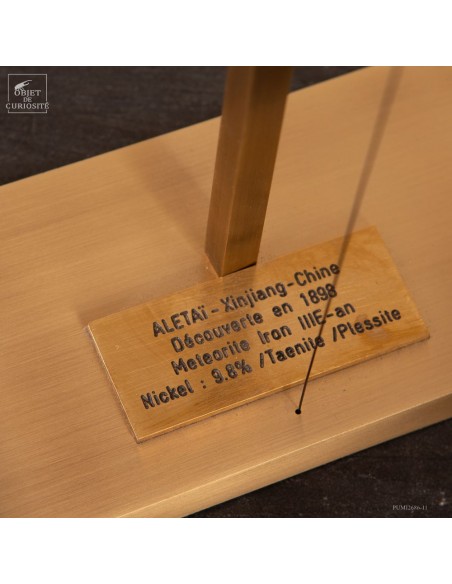 OBJET
DE
CURIOSITÉ
ALETAï - Xinjiang - Chine
Découverte en 1898
Meteorite Iron IIIE-an
Nickel : 9.8% /Taenite /Plessite